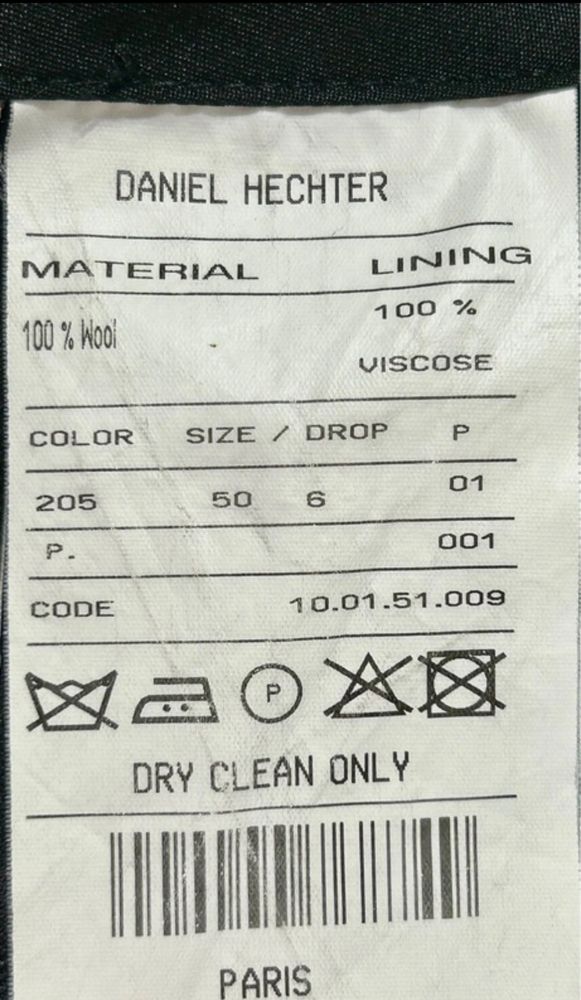 DANIEL HECHTER
MATERIAL LINING
100 % Wool 100 %
VISCOSE
COLOR SIZE / DROP P
205 50 6 01
P. 001
CODE 10.01.51.009
P
DRY CLEAN ONLY
PARIS